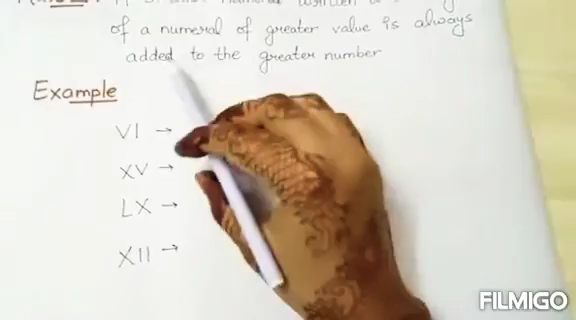 of a numeral of greater value is always
added to the greater number
Example
VI →
XV →
LX →
XII →
FILMIGO